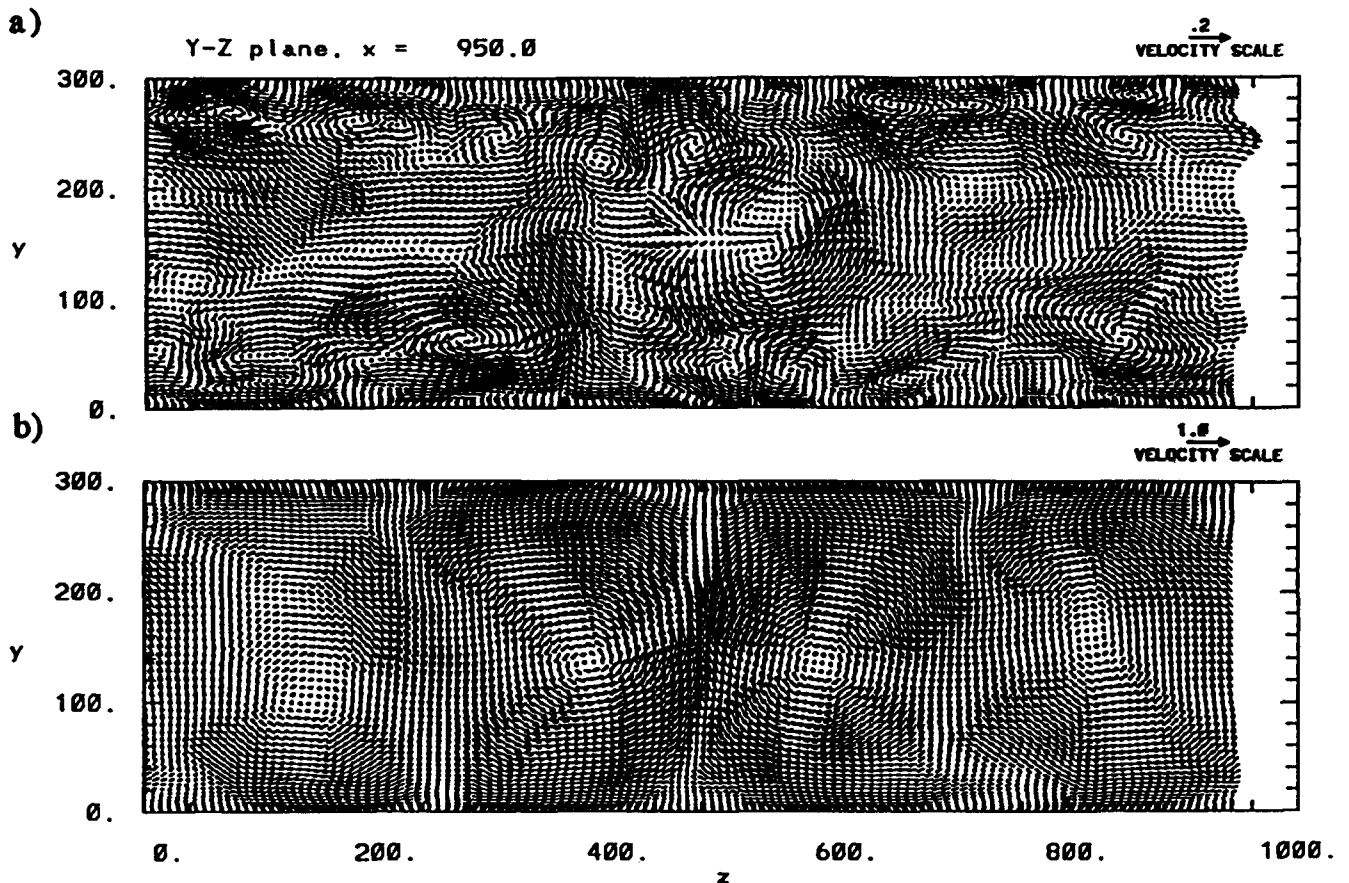 a)
Y-Z plane, x = 950.0
.2
VELOCITY SCALE
300.
200.
y
100.
0.
b)
1.0
VELOCITY SCALE
300.
200.
y
100.
0.
0. 200. 400. 600. 800. 1000.
z